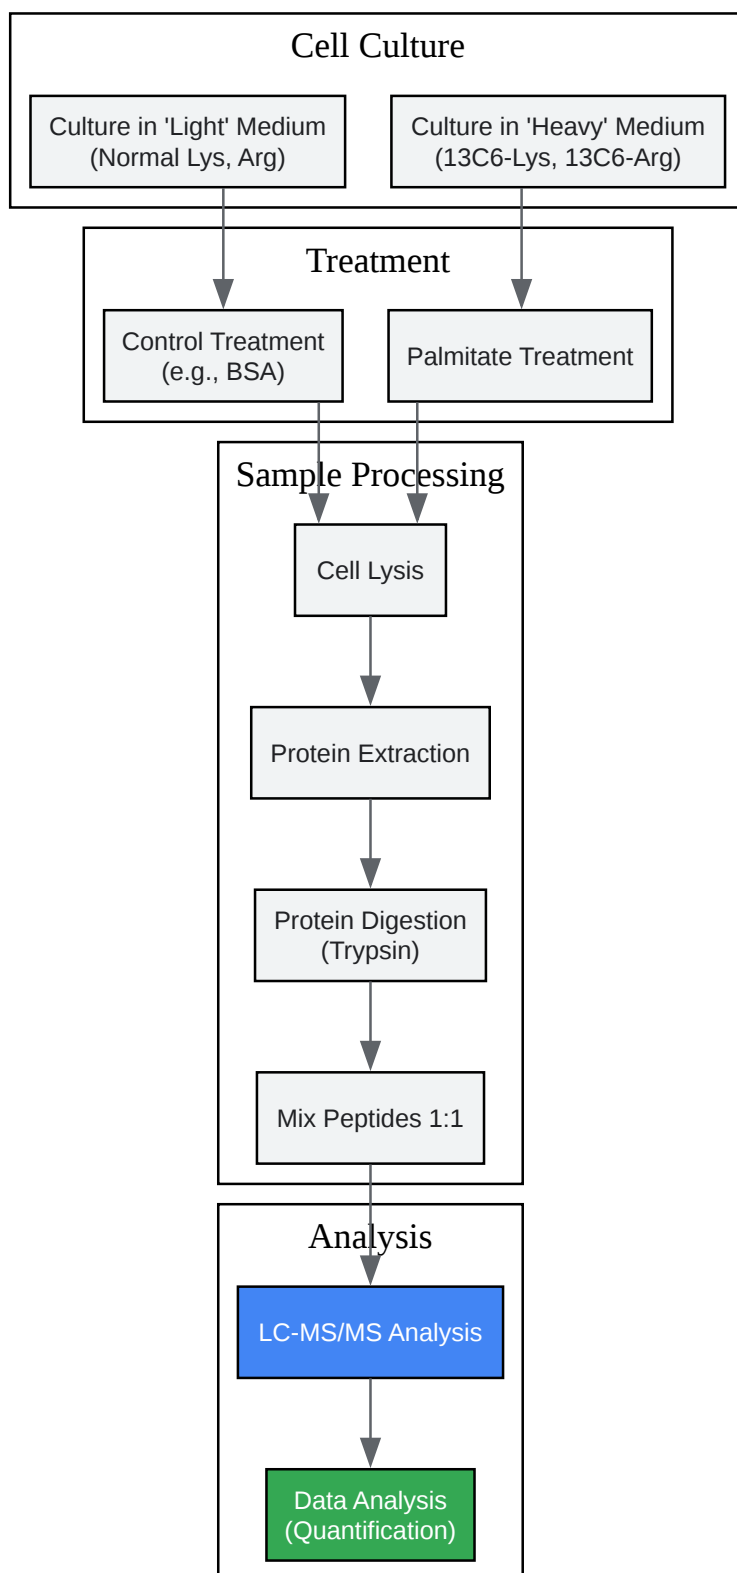 Cell Culture
Culture in 'Light' Medium
(Normal Lys, Arg)
Culture in 'Heavy' Medium
(13C6-Lys, 13C6-Arg)
Treatment
Control Treatment
(e.g., BSA)
Palmitate Treatment
Sample Processing
Cell Lysis
Protein Extraction
Protein Digestion
(Trypsin)
Mix Peptides 1:1
Analysis
LC-MS/MS Analysis
Data Analysis
(Quantification)